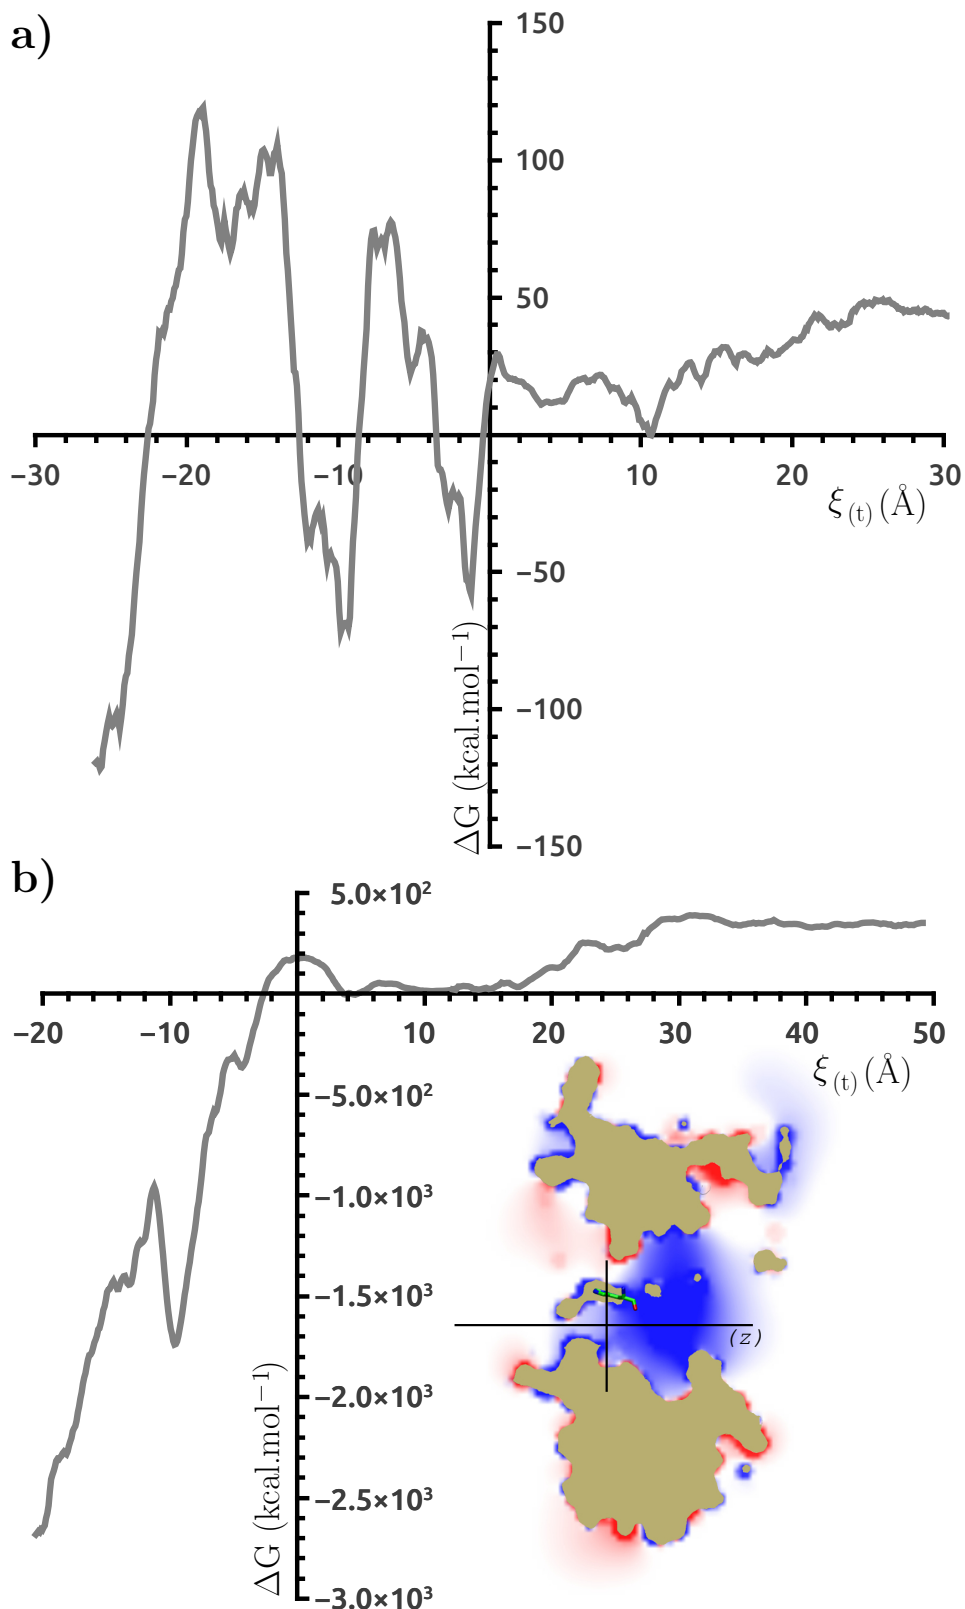 a)
150
100
50
−30 −20 −10 10 20 30
ξ(t)(Å)
−50
−100
−150
ΔG (kcal.mol⁻¹)
b)
5.0×10²
−20 −10 10 20 30 40 50
ξ(t)(Å)
−5.0×10²
−1.0×10³
−1.5×10³
(z)
−2.0×10³
−2.5×10³
−3.0×10³
ΔG (kcal.mol⁻¹)